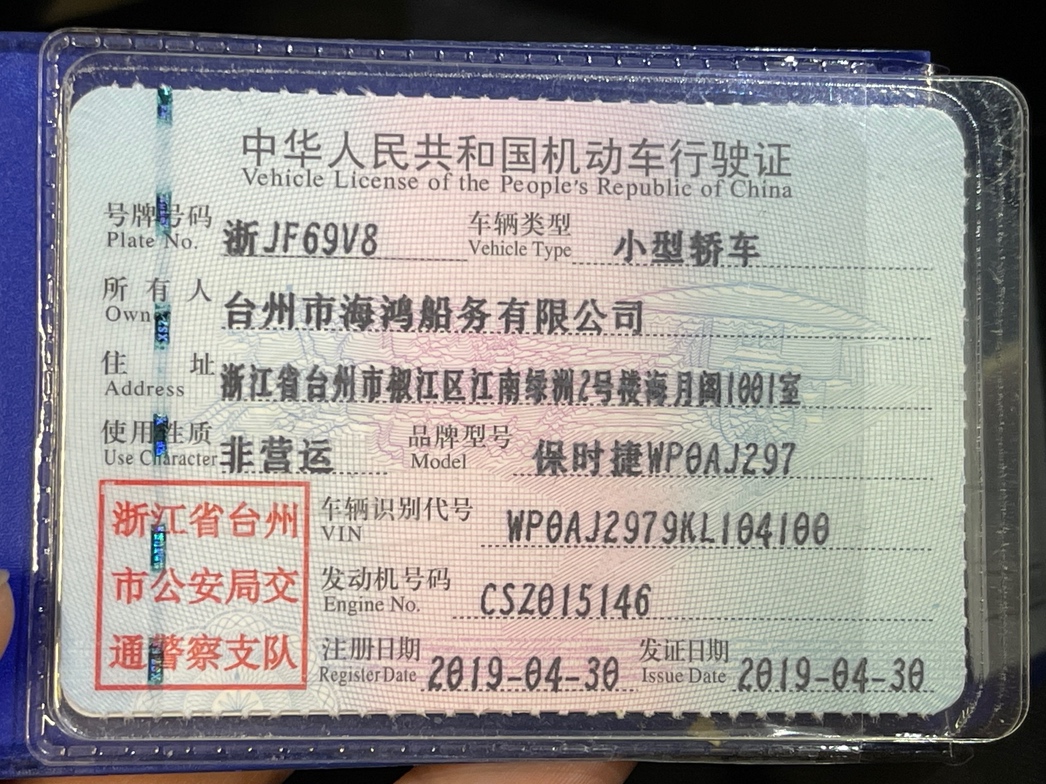 中华人民共和国机动车行驶证
Vehicle License of the People's Republic of China
号牌号码 浙JF69V8 车辆类型 小型轿车
Plate No. Vehicle Type
所有人 台州市海鸿船务有限公司
Own
住址 浙江省台州市椒江区江南绿洲2号楼海月阁1001室
Address
使用性质 非营运 品牌型号 保时捷WP0AJ297
Use Character Model
浙江省台州
市公安局交
通警察支队
车辆识别代号 WP0AJ2979KL104100
VIN
发动机号码 CSZ015146
Engine No.
注册日期 2019-04-30 发证日期 2019-04-30
Register Date Issue Date